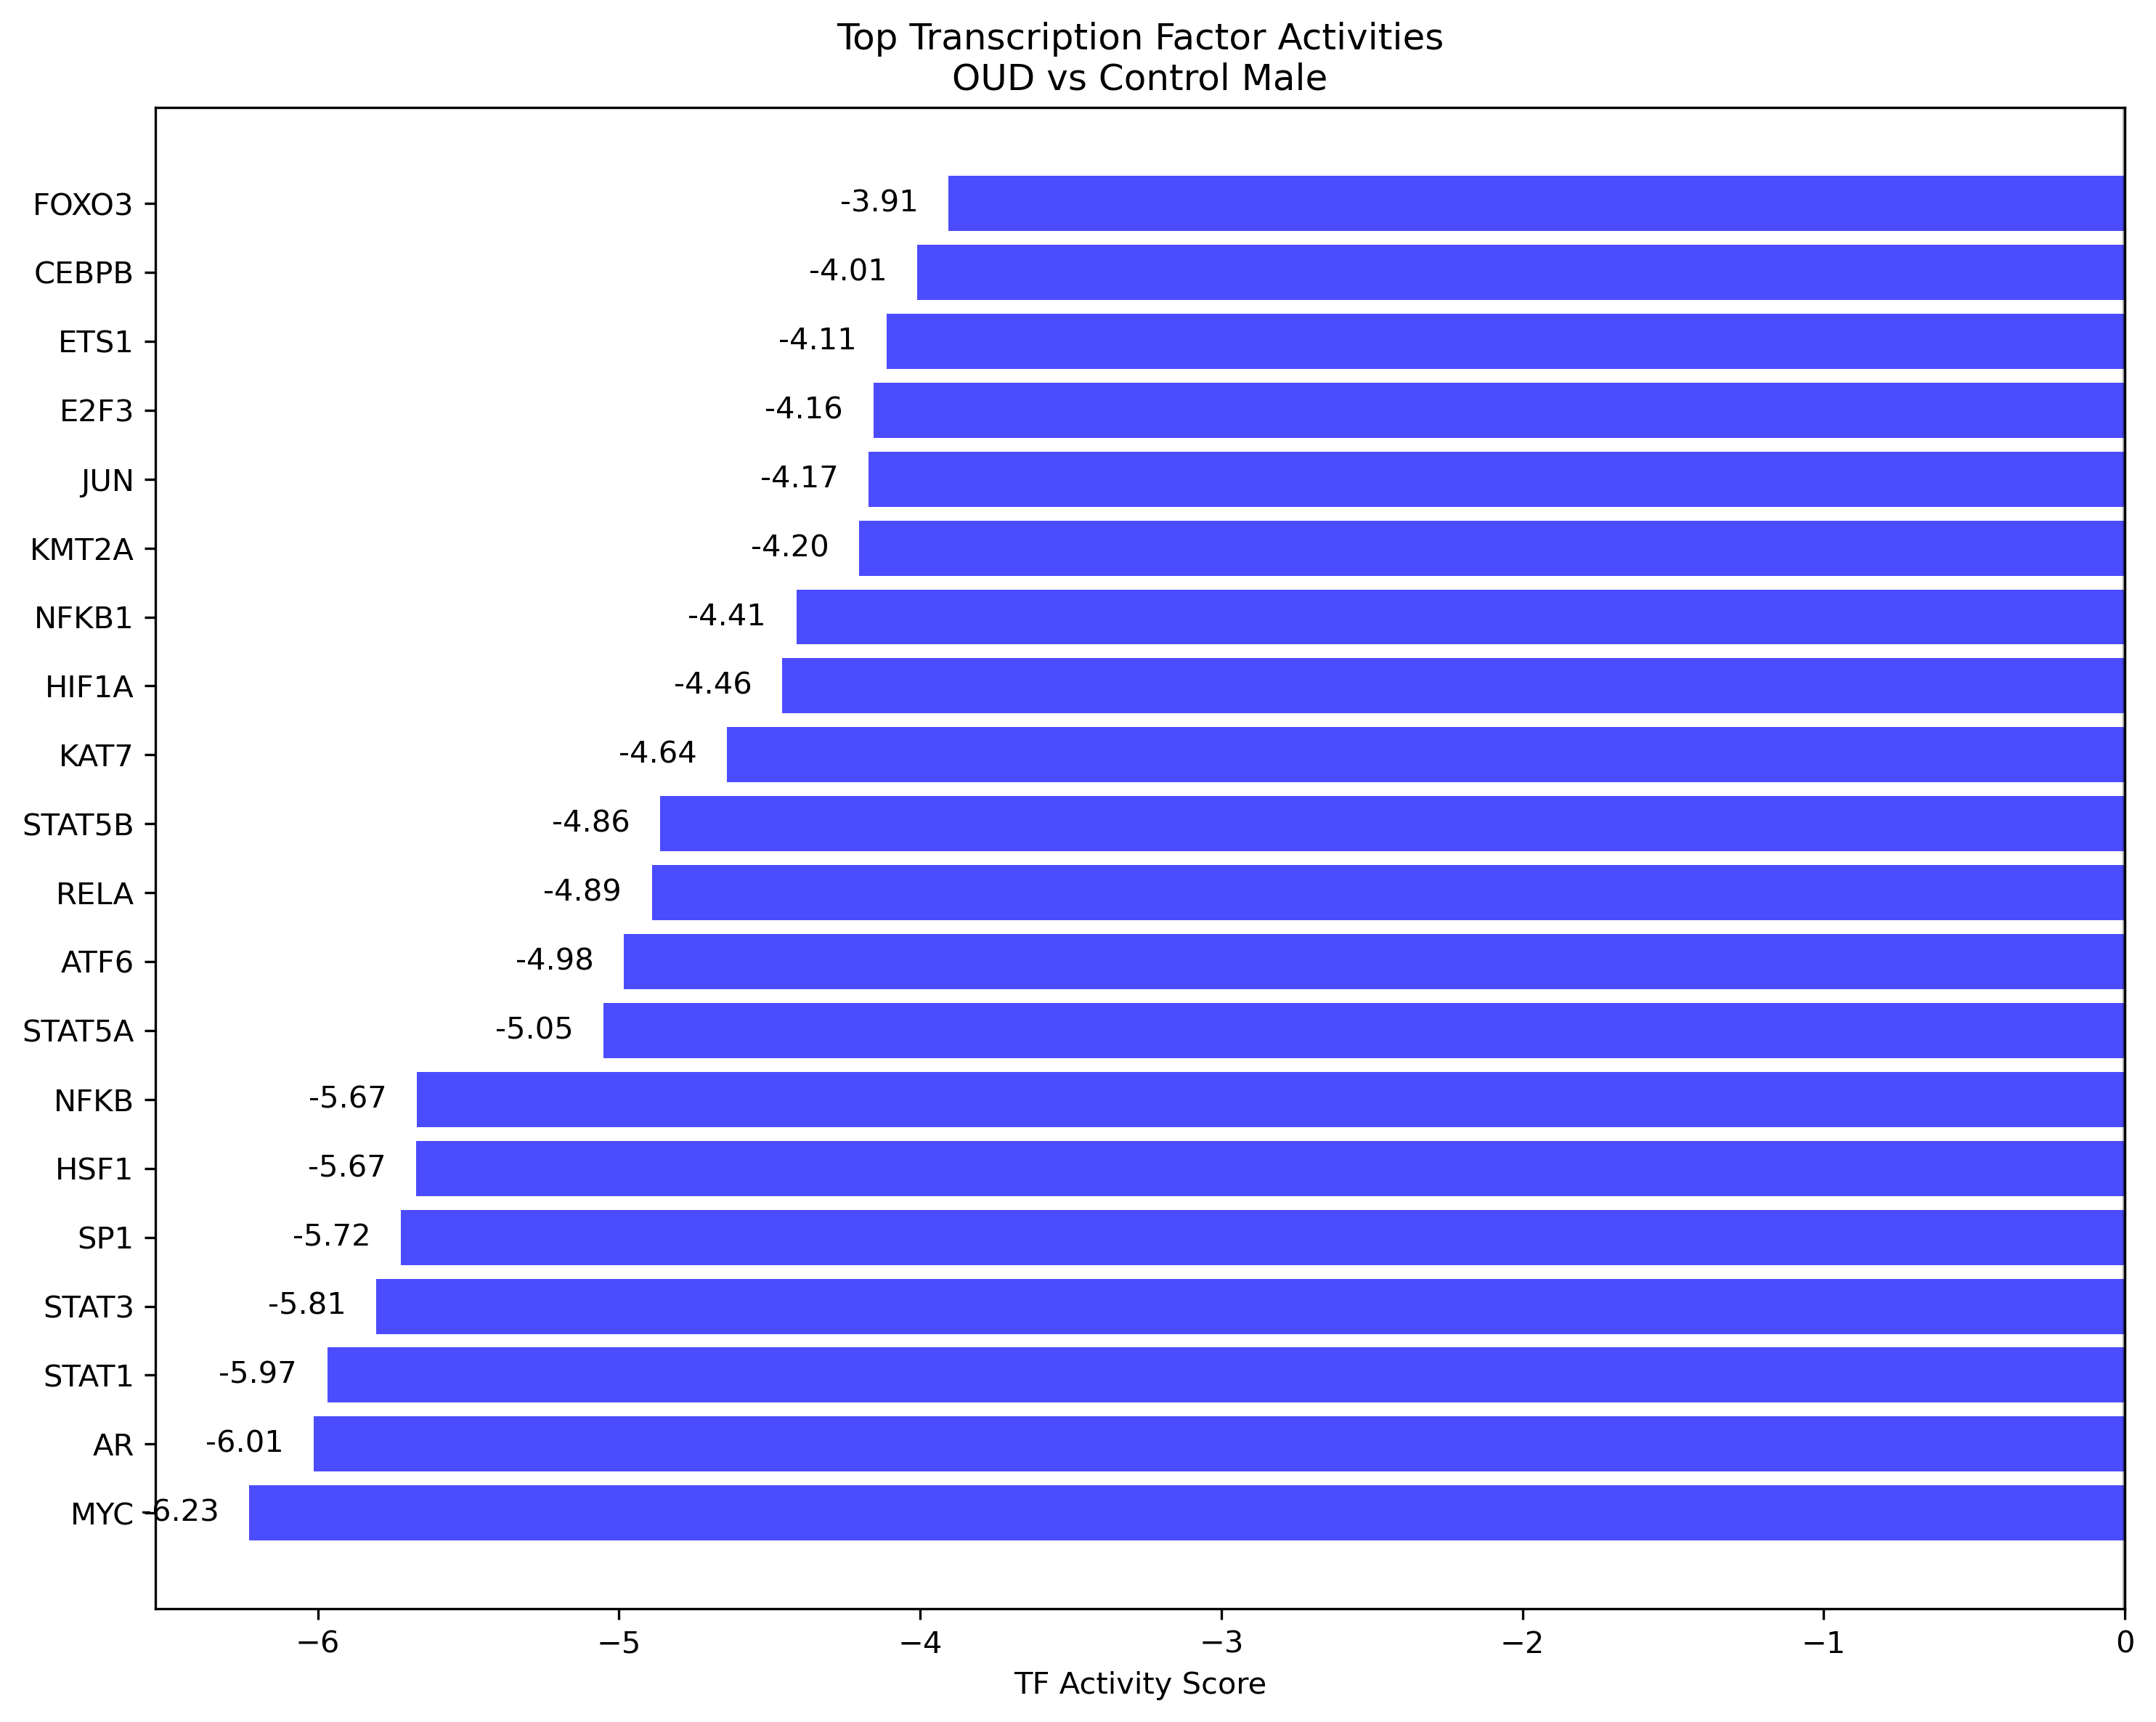 Top Transcription Factor Activities
OUD vs Control Male
FOXO3 -3.91
CEBPB -4.01
ETS1 -4.11
E2F3 -4.16
JUN -4.17
KMT2A -4.20
NFKB1 -4.41
HIF1A -4.46
KAT7 -4.64
STAT5B -4.86
RELA -4.89
ATF6 -4.98
STAT5A -5.05
NFKB -5.67
HSF1 -5.67
SP1 -5.72
STAT3 -5.81
STAT1 -5.97
AR -6.01
MYC -6.23
−6 −5 −4 −3 −2 −1 0
TF Activity Score